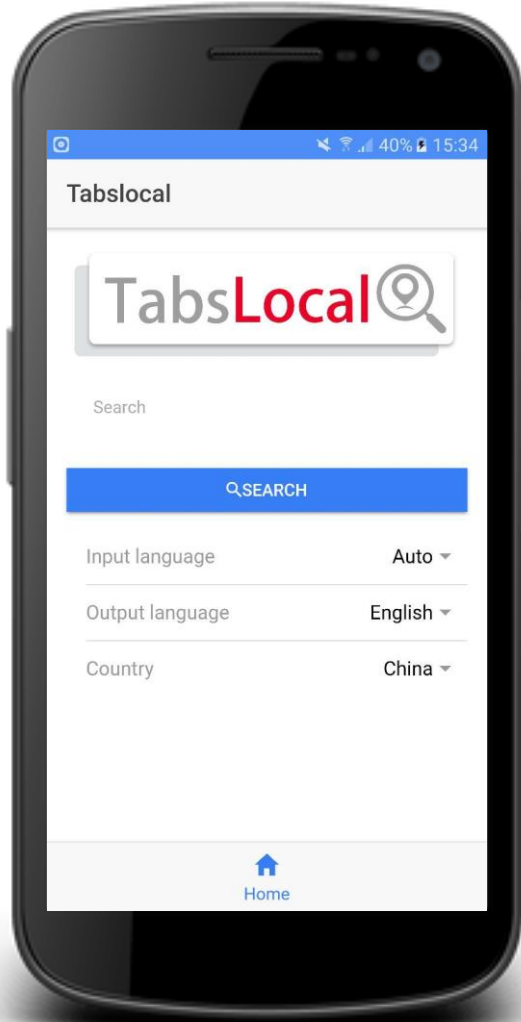 40% 15:34
Tabslocal
TabsLocal
Search
SEARCH
Input language Auto
Output language English
Country China
Home